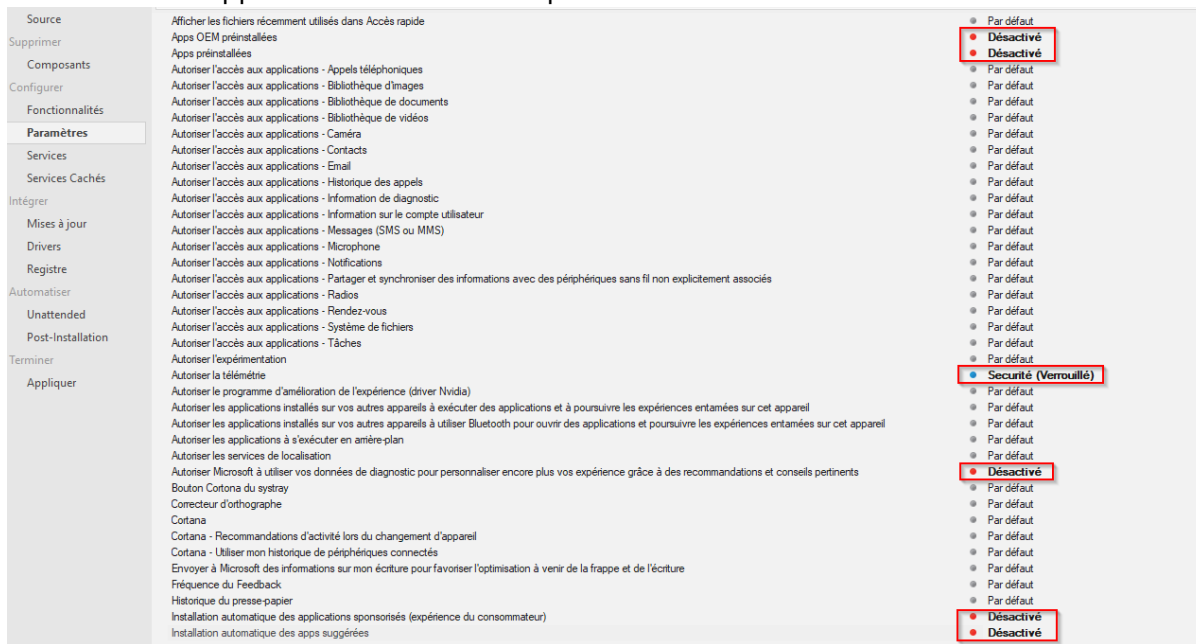 Source
Supprimer
Composants
Configurer
Fonctionnalités
Paramètres
Services
Services Cachés
Intégrer
Mises à jour
Drivers
Registre
Automatiser
Unattended
Post-Installation
Terminer
Appliquer
Afficher les fichiers récemment utilisés dans Accès rapide Par défaut
Apps OEM préinstallées Désactivé
Apps préinstallées Désactivé
Autoriser l'accès aux applications - Appels téléphoniques Par défaut
Autoriser l'accès aux applications - Bibliothèque d'images Par défaut
Autoriser l'accès aux applications - Bibliothèque de documents Par défaut
Autoriser l'accès aux applications - Bibliothèque de vidéos Par défaut
Autoriser l'accès aux applications - Caméra Par défaut
Autoriser l'accès aux applications - Contacts Par défaut
Autoriser l'accès aux applications - Email Par défaut
Autoriser l'accès aux applications - Historique des appels Par défaut
Autoriser l'accès aux applications - Information de diagnostic Par défaut
Autoriser l'accès aux applications - Information sur le compte utilisateur Par défaut
Autoriser l'accès aux applications - Messages (SMS ou MMS) Par défaut
Autoriser l'accès aux applications - Microphone Par défaut
Autoriser l'accès aux applications - Notifications Par défaut
Autoriser l'accès aux applications - Partager et synchroniser des informations avec des périphériques sans fil non explicitement associés Par défaut
Autoriser l'accès aux applications - Radios Par défaut
Autoriser l'accès aux applications - Rendez-vous Par défaut
Autoriser l'accès aux applications - Système de fichiers Par défaut
Autoriser l'accès aux applications - Tâches Par défaut
Autoriser l'expérimentation Par défaut
Autoriser la télémétrie Securité (Verrouillé)
Autoriser le programme d'amélioration de l'expérience (driver Nvidia) Par défaut
Autoriser les applications installés sur vos autres appareils à exécuter des applications et à poursuivre les expériences entamées sur cet appareil Par défaut
Autoriser les applications installés sur vos autres appareils à utiliser Bluetooth pour ouvrir des applications et poursuivre les expériences entamées sur cet appareil Par défaut
Autoriser les applications à s'exécuter en arrière-plan Par défaut
Autoriser les services de localisation Par défaut
Autoriser Microsoft à utiliser vos données de diagnostic pour personnaliser encore plus vos expérience grâce à des recommandations et conseils pertinents Désactivé
Bouton Cortona du systray Par défaut
Correcteur d'orthographe Par défaut
Cortana Par défaut
Cortana - Recommandations d'activité lors du changement d'appareil Par défaut
Cortana - Utiliser mon historique de périphériques connectés Par défaut
Envoyer à Microsoft des informations sur mon écriture pour favoriser l'optimisation à venir de la frappe et de l'écriture Par défaut
Fréquence du Feedback Par défaut
Historique du presse-papier Par défaut
Installation automatique des applications sponsorisés (expérience du consommateur) Désactivé
Installation automatique des apps suggérées Désactivé